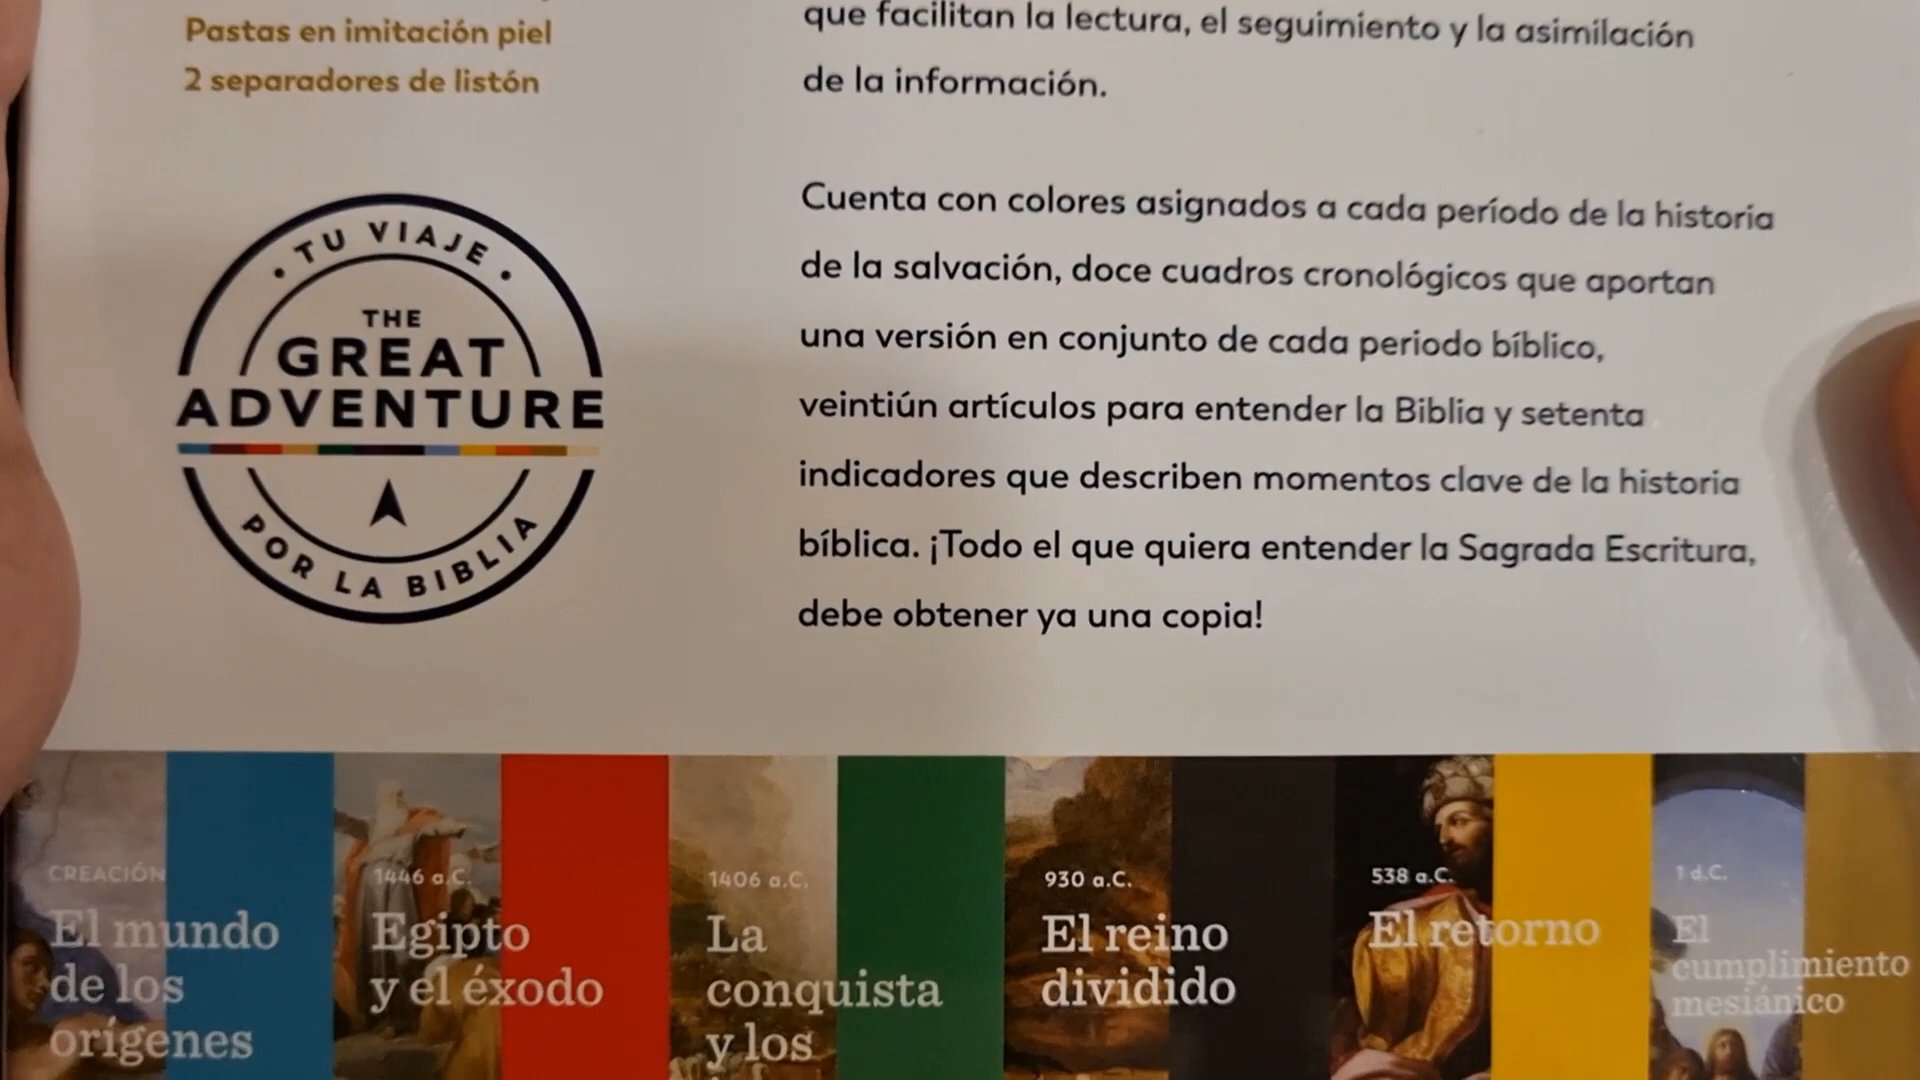 Pastas en imitación piel
2 separadores de listón
que facilitan la lectura, el seguimiento y la asimilación
de la información.
Cuenta con colores asignados a cada período de la historia
de la salvación, doce cuadros cronológicos que aportan
una versión en conjunto de cada periodo bíblico,
veintiún artículos para entender la Biblia y setenta
indicadores que describen momentos clave de la historia
bíblica. ¡Todo el que quiera entender la Sagrada Escritura,
debe obtener ya una copia!
• TU VIAJE •
THE
GREAT
ADVENTURE
POR LA BIBLIA
CREACIÓN
El mundo
de los
orígenes
1446 a.C.
Egipto
y el éxodo
1406 a.C.
La
conquista
y los
930 a.C.
El reino
dividido
538 a.C.
El retorno
1 d.C.
El
cumplimiento
mesiánico